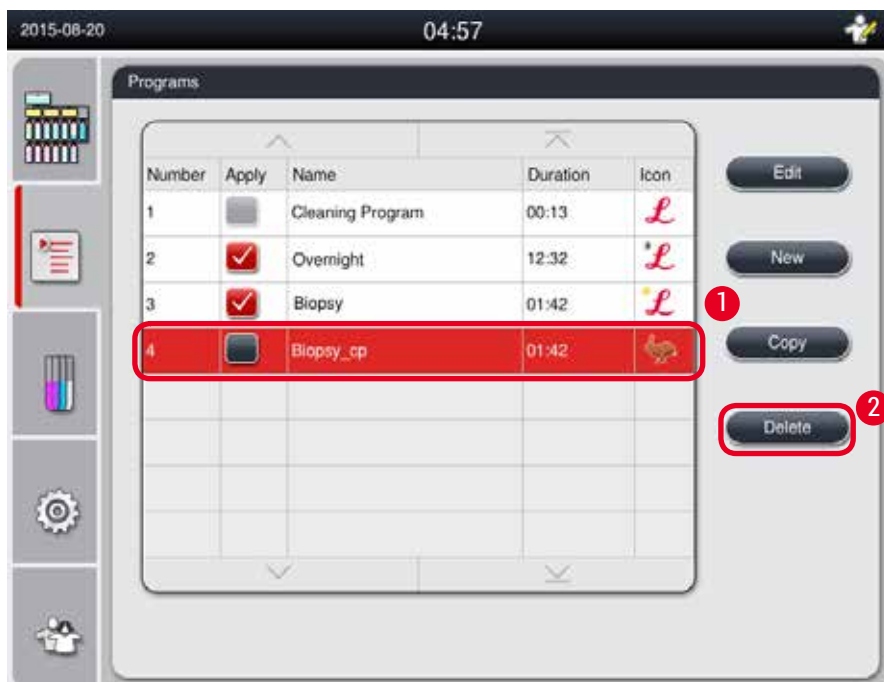 2015-08-20 04:57
Programs
Number Apply Name Duration Icon
1 Cleaning Program 00:13 L
2 Overnight 12:32 L
3 Biopsy 01:42 L
4 Biopsy_cp 01:42
Edit
New
1
Copy
2
Delete